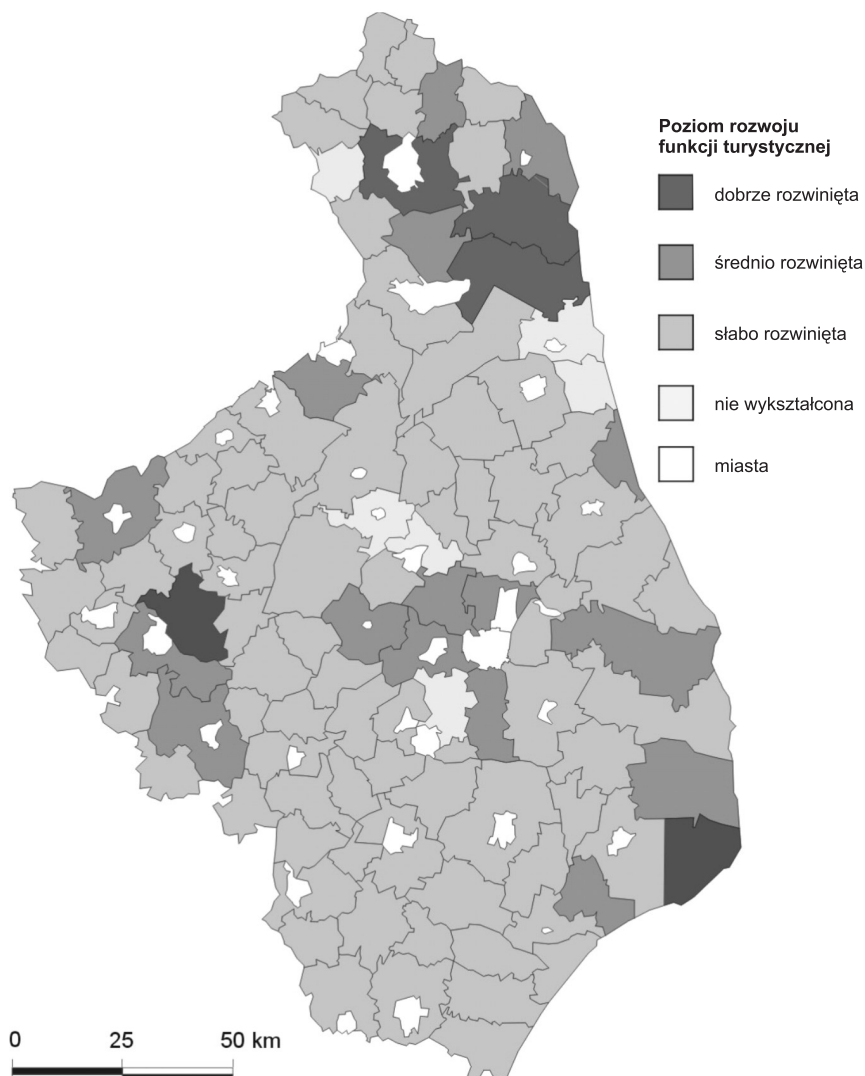 Poziom rozwoju
funkcji turystycznej
dobrze rozwinięta
średnio rozwinięta
słabo rozwinięta
nie wykształcona
miasta
0 25 50 km